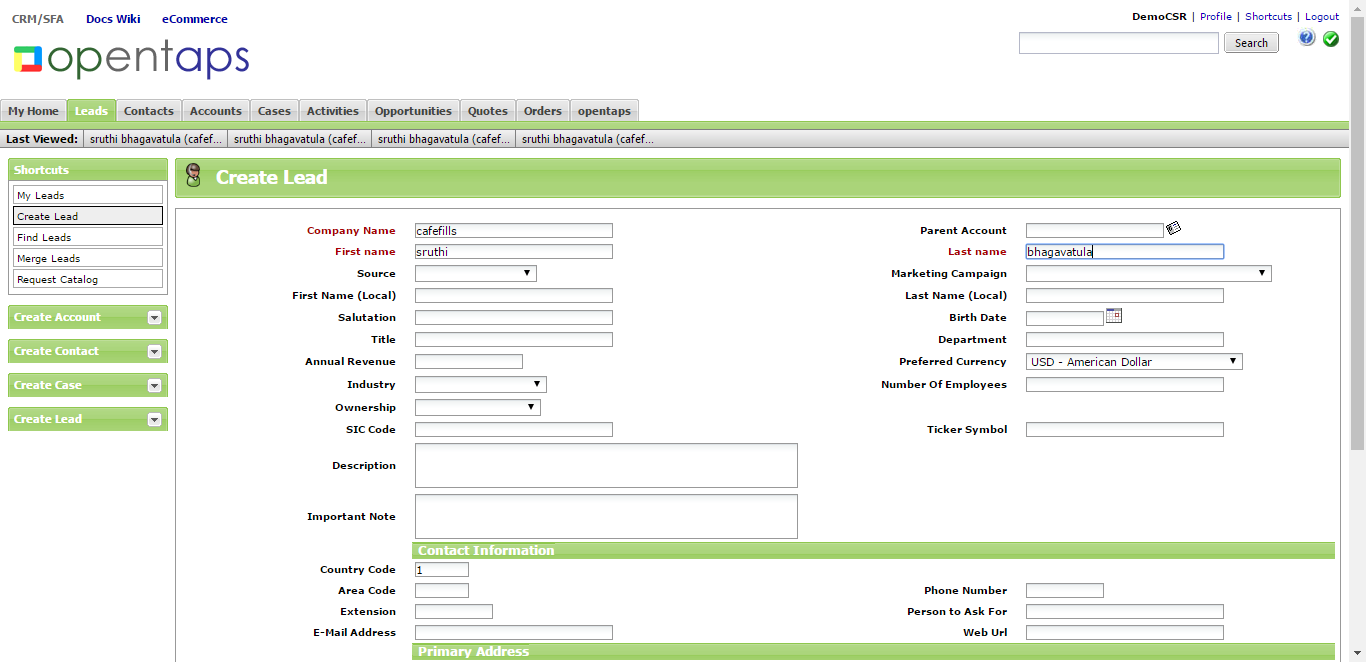 CRM/SFA Docs Wiki eCommerce
DemoCSR | Profile | Shortcuts | Logout
opentaps
Search
My Home Leads Contacts Accounts Cases Activities Opportunities Quotes Orders opentaps
Last Viewed: sruthi bhagavatula (cafef... sruthi bhagavatula (cafef... sruthi bhagavatula (cafef... sruthi bhagavatula (cafef...
Shortcuts
My Leads
Create Lead
Find Leads
Merge Leads
Request Catalog
Create Account
Create Contact
Create Case
Create Lead
Create Lead
Company Name cafefills Parent Account
First name sruthi Last name bhagavatula
Source Marketing Campaign
First Name (Local) Last Name (Local)
Salutation Birth Date
Title Department
Annual Revenue Preferred Currency USD - American Dollar
Industry Number Of Employees
Ownership
SIC Code Ticker Symbol
Description
Important Note
Contact Information
Country Code 1
Area Code Phone Number
Extension Person to Ask For
E-Mail Address Web Url
Primary Address